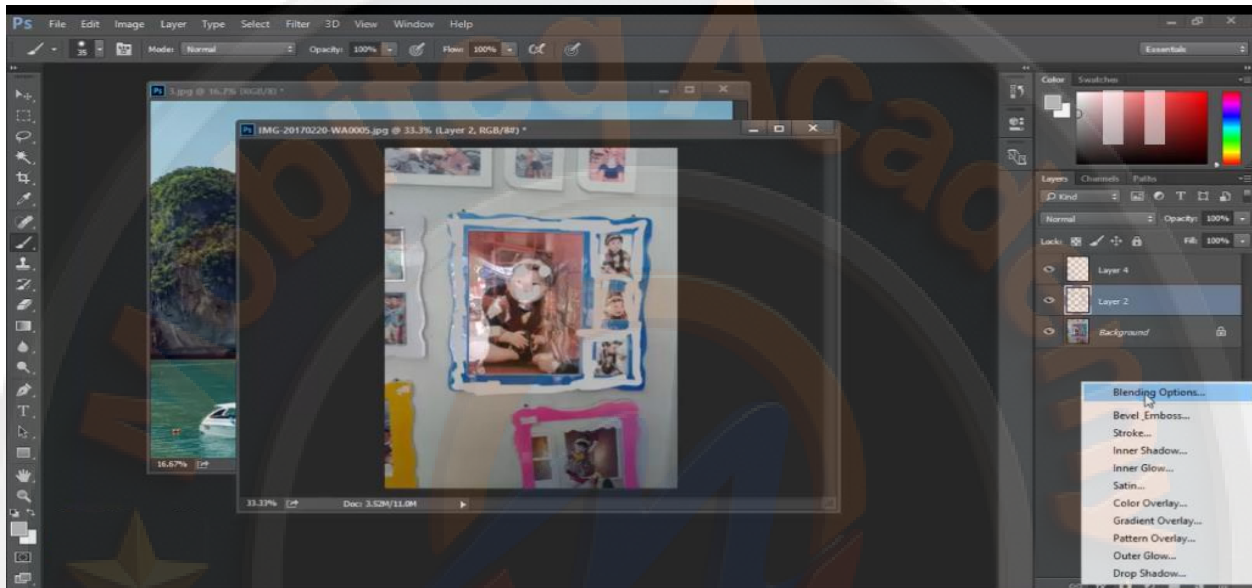 Ps File Edit Image Layer Type Select Filter 3D View Window Help
35 Mode: Normal Opacity: 100% Flow: 100% Essentials
3.jpg @ 16.7% (RGB/8) *
IMG-20170220-WA0005.jpg @ 33.3% (Layer 2, RGB/8#) *
16.67%
33.33% Doc: 3.52M/11.0M
Color Swatches
Layers Channels Paths
Kind
Normal Opacity: 100%
Lock: Fill: 100%
Layer 4
Layer 2
Background
Blending Options...
Bevel _Emboss...
Stroke...
Inner Shadow...
Inner Glow...
Satin...
Color Overlay...
Gradient Overlay...
Pattern Overlay...
Outer Glow...
Drop Shadow...
Mobiteq Academ